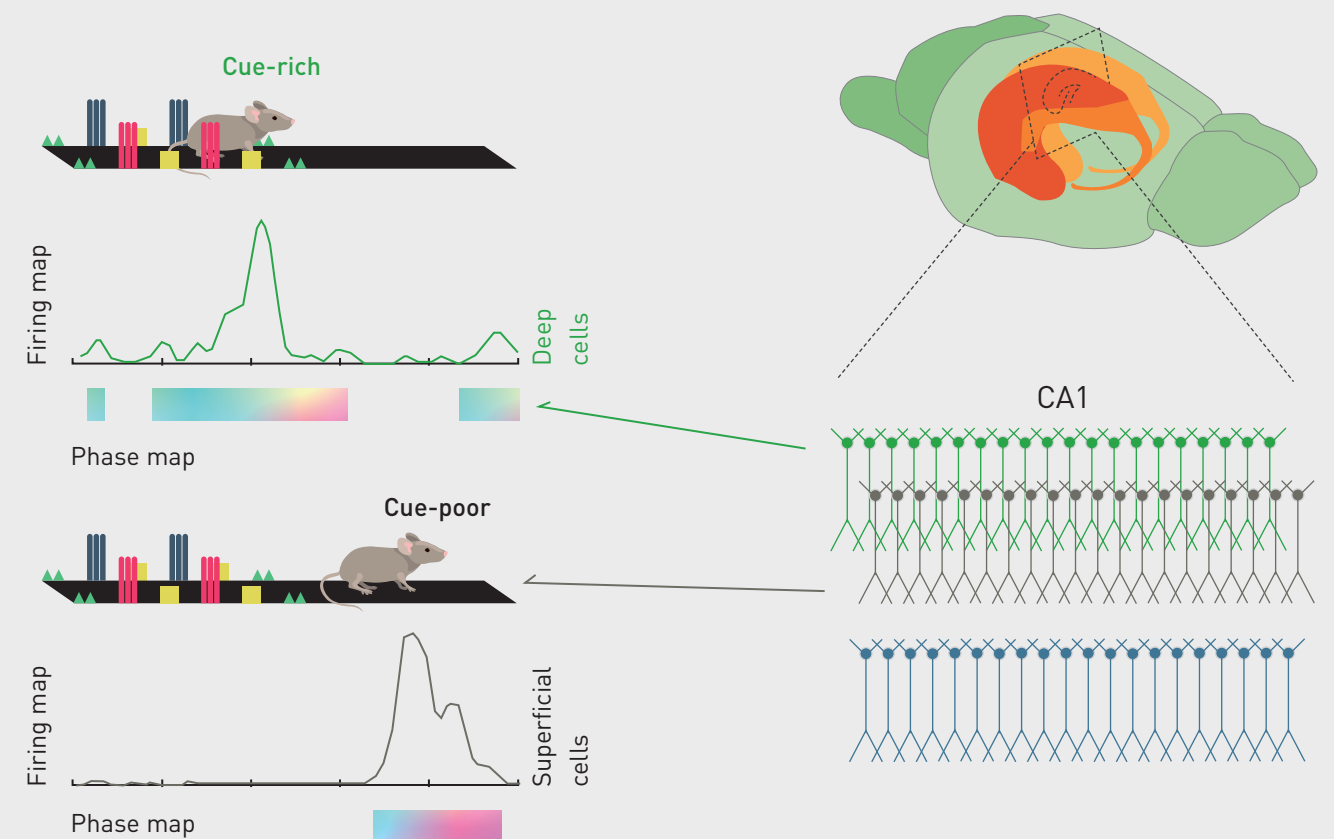 Cue-rich
Firing map
Deep
cells
Phase map
CA1
Cue-poor
Firing map
Superficial
cells
Phase map